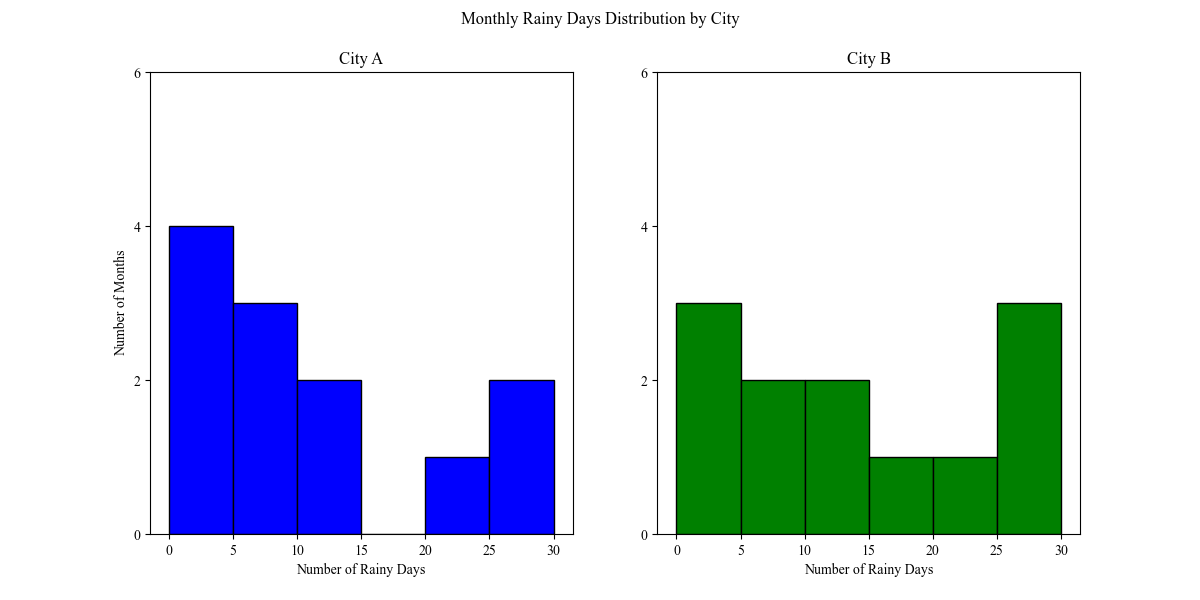 Monthly Rainy Days Distribution by City
City A
6
4
2
0
Number of Months
0 5 10 15 20 25 30
Number of Rainy Days
City B
6
4
2
0
0 5 10 15 20 25 30
Number of Rainy Days